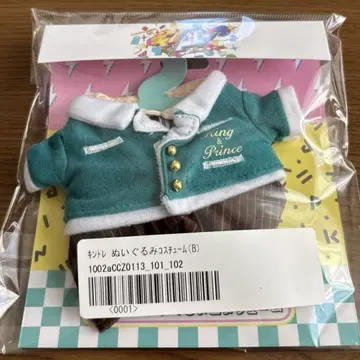 King
&
Prince
ｷﾝﾄﾚ ぬいぐるみコスチューム(B)
1002aCCZ0113_101_102
<0001>